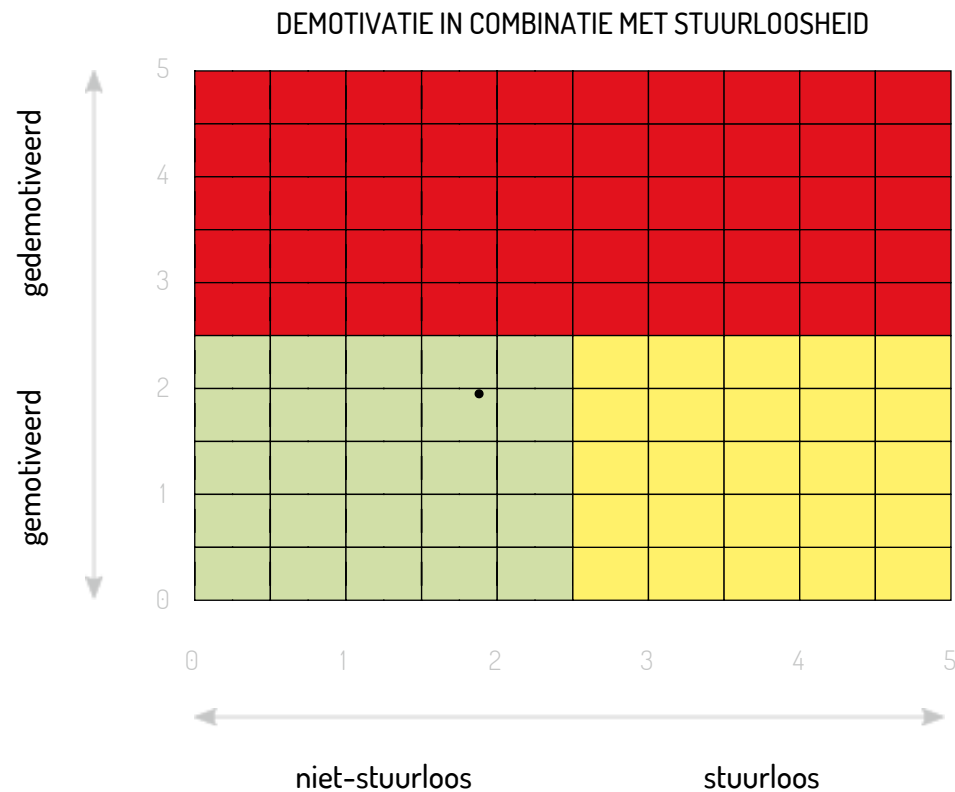 DEMOTIVATIE IN COMBINATIE MET STUURLOOSHEID
5
4
3
2
1
0
gedemotiveerd
gemotiveerd
0 1 2 3 4 5
niet-stuurloos stuurloos